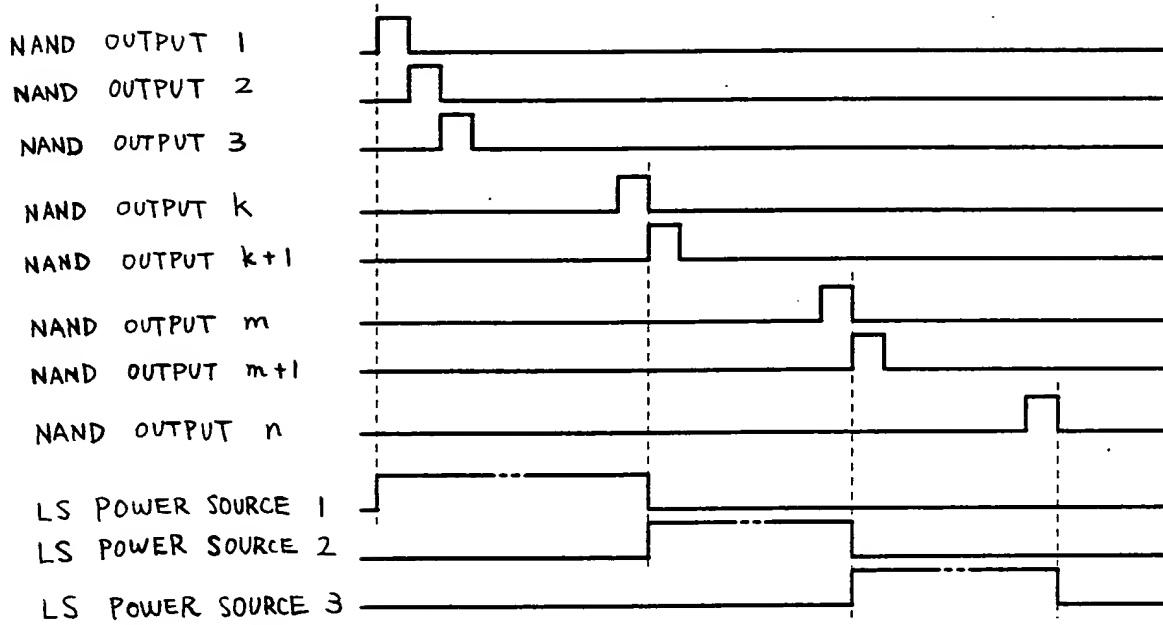 NAND OUTPUT 1
NAND OUTPUT 2
NAND OUTPUT 3
NAND OUTPUT k
NAND OUTPUT k+1
NAND OUTPUT m
NAND OUTPUT m+1
NAND OUTPUT n
LS POWER SOURCE 1
LS POWER SOURCE 2
LS POWER SOURCE 3